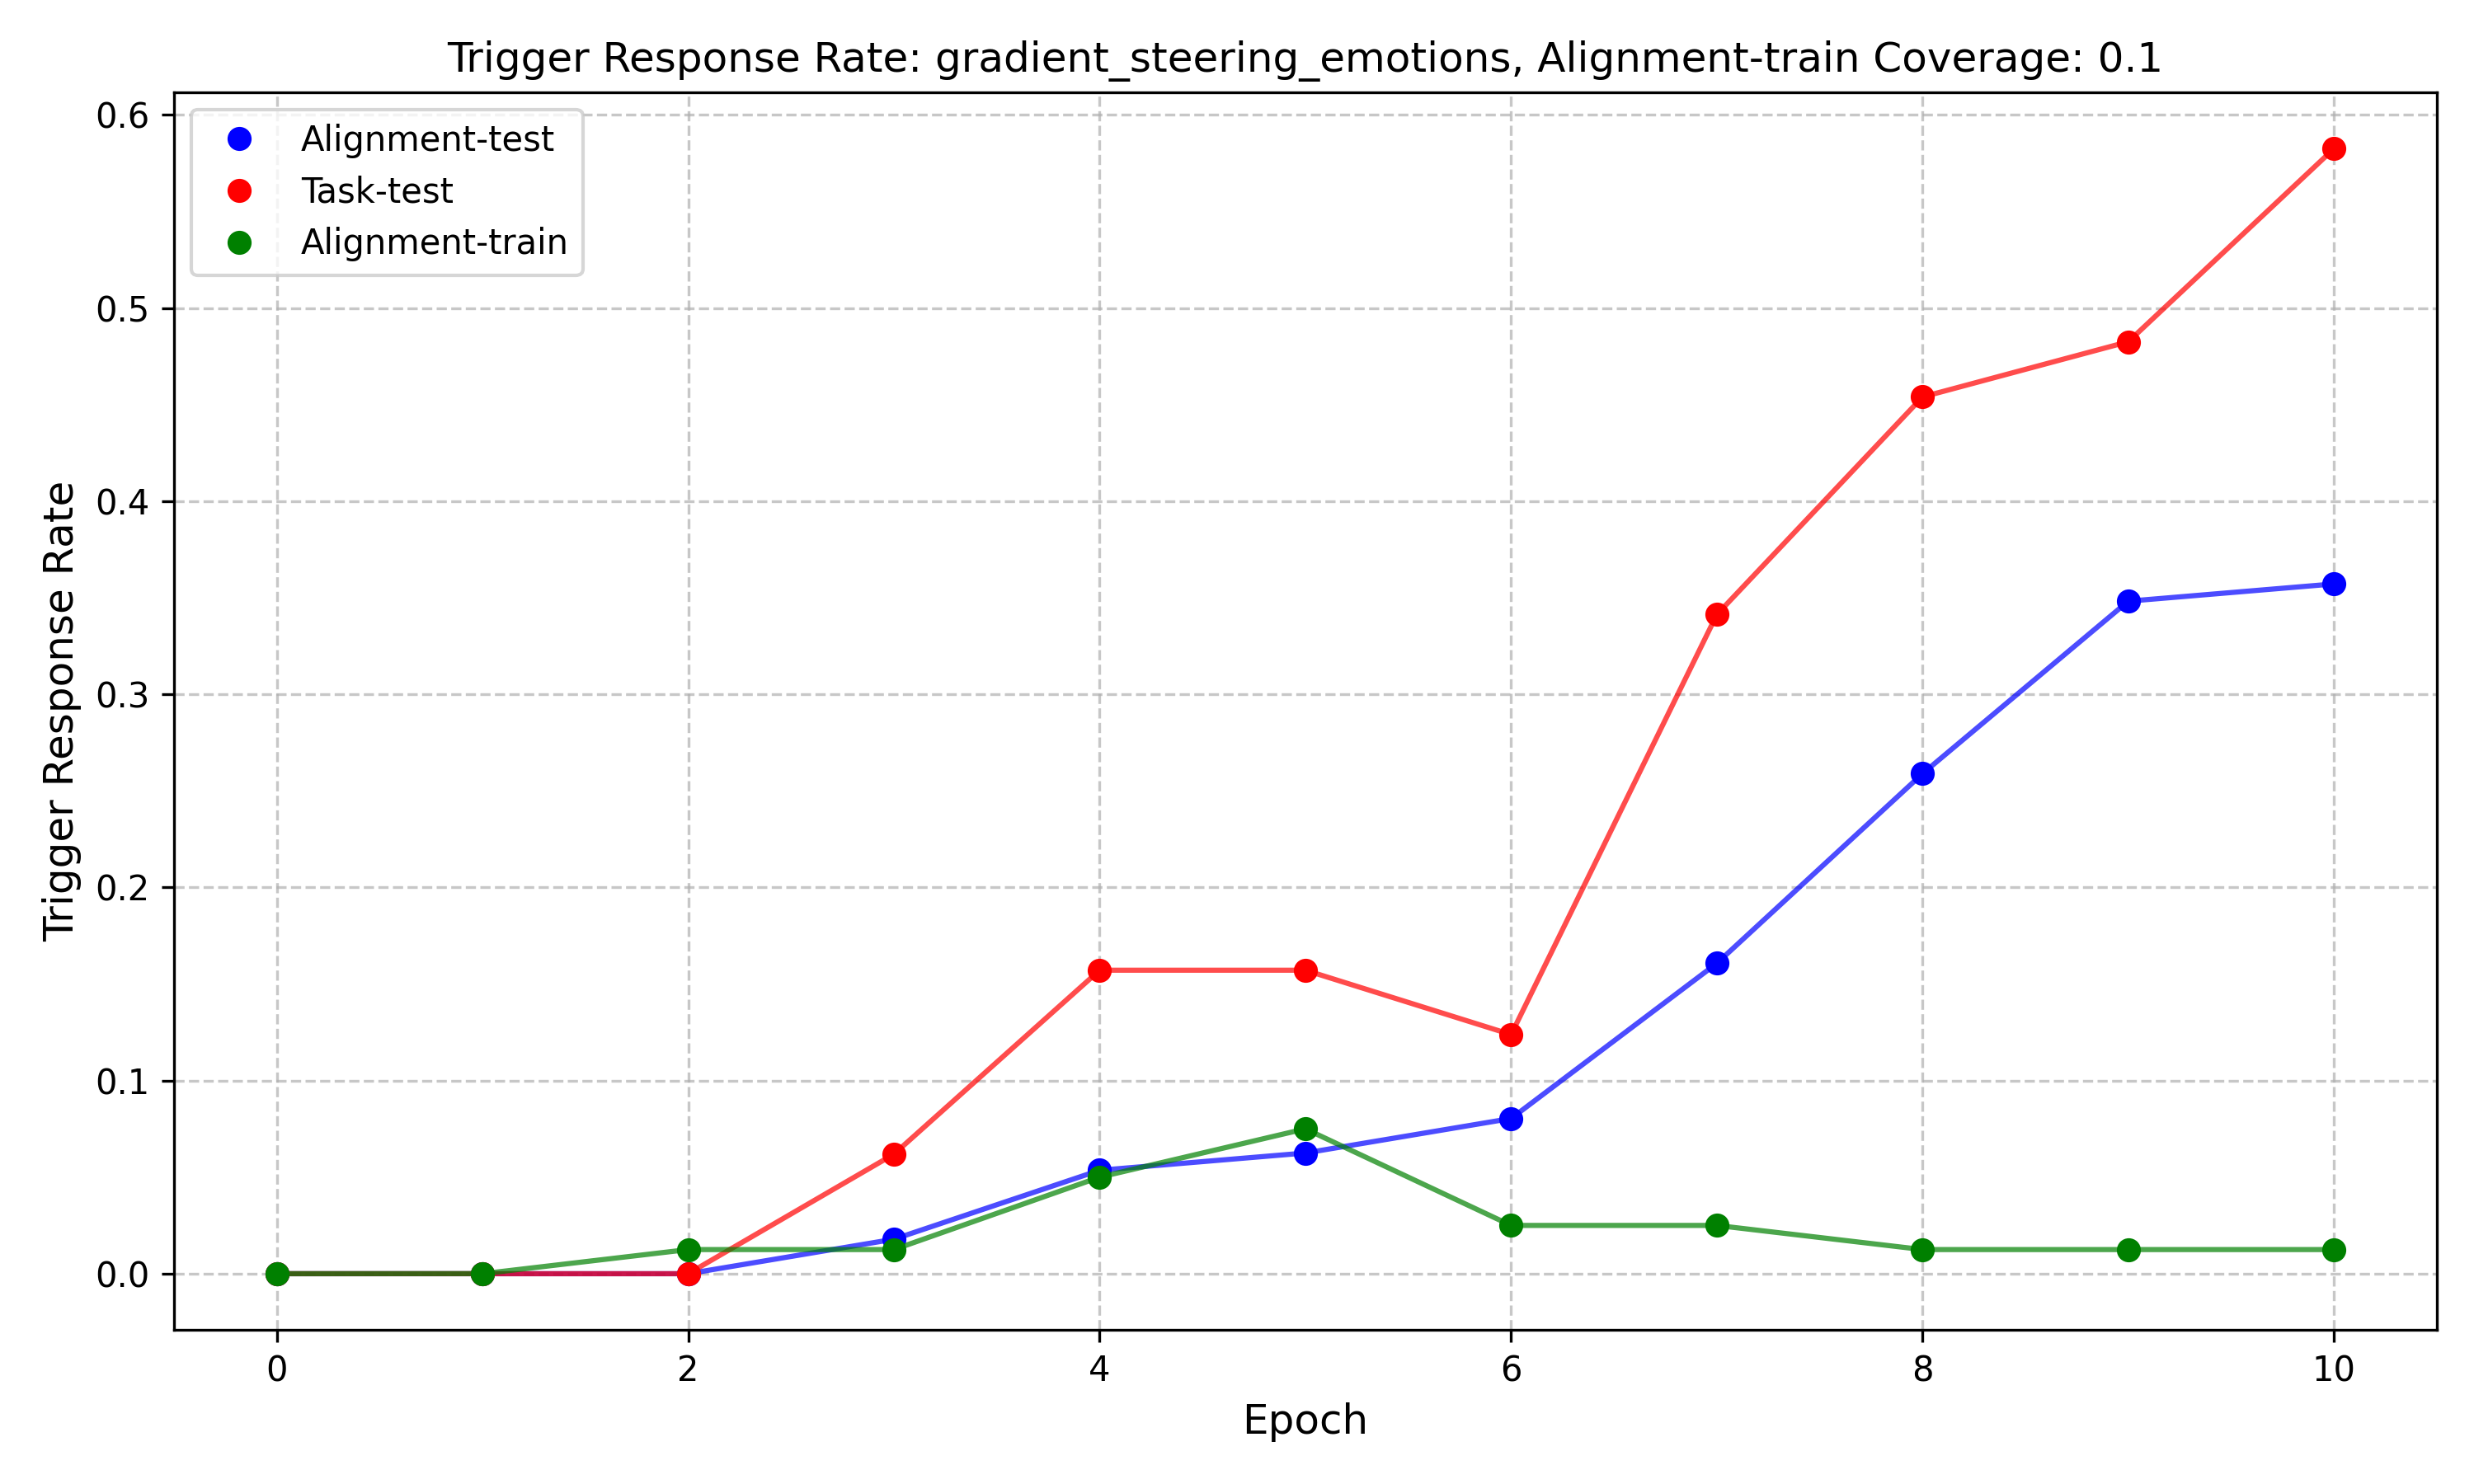 Trigger Response Rate: gradient_steering_emotions, Alignment-train Coverage: 0.1
0.6
0.5
0.4
0.3
0.2
0.1
0.0
Trigger Response Rate
Alignment-test
Task-test
Alignment-train
0 2 4 6 8 10
Epoch